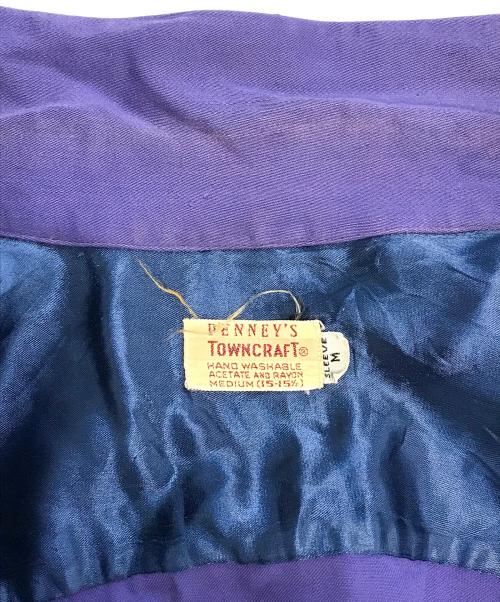 PENNEY'S
TOWNCRAFT®
HAND WASHABLE
ACETATE AND RAYON
MEDIUM (15-15½)
SLEEVE
M